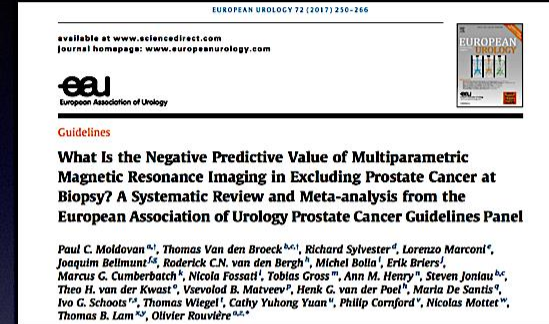 EUROPEAN UROLOGY 72 (2017) 250–266
available at www.sciencedirect.com
journal homepage: www.europeanurology.com
EUROPEAN
UROLOGY
eau
European Association of Urology
Guidelines
What Is the Negative Predictive Value of Multiparametric
Magnetic Resonance Imaging in Excluding Prostate Cancer at
Biopsy? A Systematic Review and Meta-analysis from the
European Association of Urology Prostate Cancer Guidelines Panel
Paul C. Moldovan a,†, Thomas Van den Broeck b,c,†, Richard Sylvester d, Lorenzo Marconi e,
Joaquim Bellmunt f,g, Roderick C.N. van den Bergh h, Michel Bolla i, Erik Briers j,
Marcus G. Cumberbatch k, Nicola Fossati l, Tobias Gross m, Ann M. Henry n, Steven Joniau b,c,
Theo H. van der Kwast o, Vsevolod B. Matveev p, Henk G. van der Poel h, Maria De Santis q,
Ivo G. Schoots r,s, Thomas Wiegel t, Cathy Yuhong Yuan u, Philip Cornford v, Nicolas Mottet w,
Thomas B. Lam x,y, Olivier Rouvière a,z,*